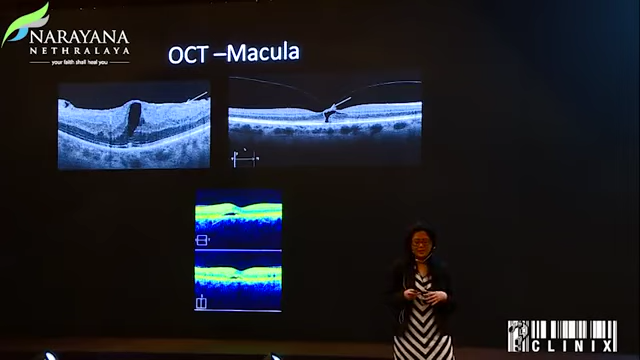 NARAYANA
NETHRALAYA
your faith shall heal you
OCT –Macula
CLINIX